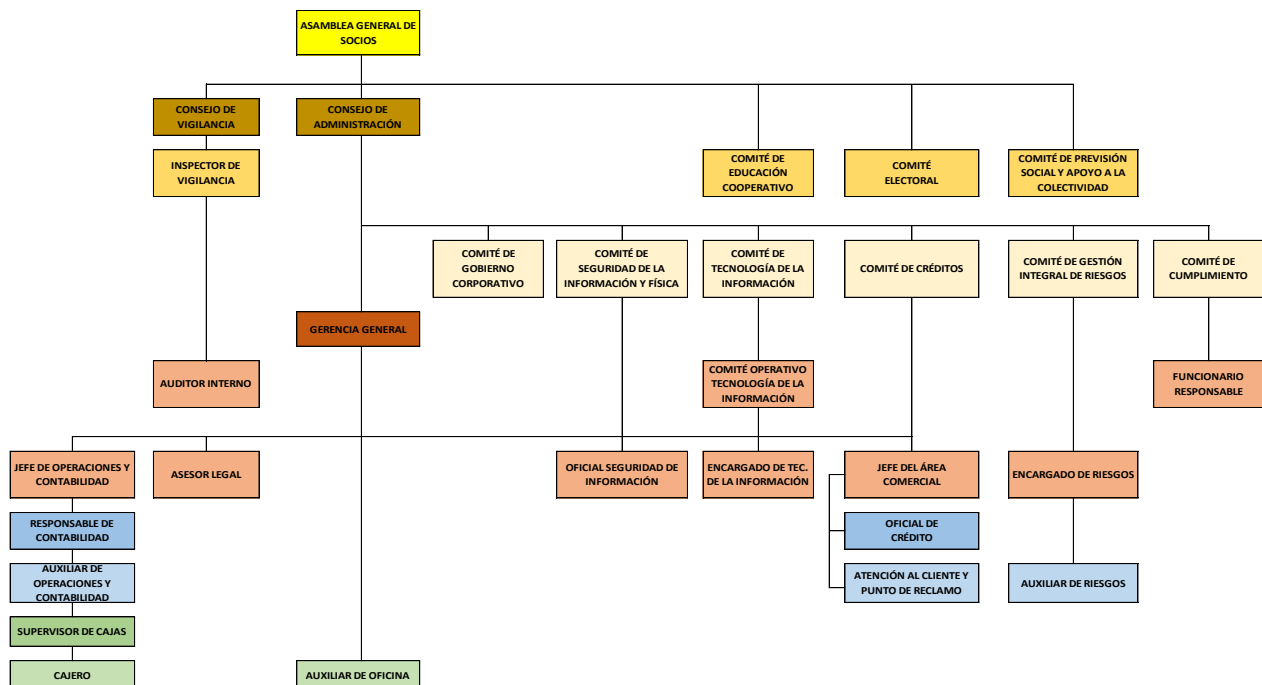 ASAMBLEA GENERAL DE
SOCIOS
CONSEJO DE
VIGILANCIA
CONSEJO DE
ADMINISTRACIÓN
INSPECTOR DE
VIGILANCIA
COMITÉ DE
EDUCACIÓN
COOPERATIVO
COMITÉ
ELECTORAL
COMITÉ DE PREVISIÓN
SOCIAL Y APOYO A LA
COLECTIVIDAD
COMITÉ DE
GOBIERNO
CORPORATIVO
COMITÉ DE
SEGURIDAD DE LA
INFORMACIÓN Y FÍSICA
COMITÉ DE
TECNOLOGÍA DE LA
INFORMACIÓN
COMITÉ DE CRÉDITOS
COMITÉ DE GESTIÓN
INTEGRAL DE RIESGOS
COMITÉ DE
CUMPLIMIENTO
GERENCIA GENERAL
AUDITOR INTERNO
COMITÉ OPERATIVO
TECNOLOGÍA DE LA
INFORMACIÓN
FUNCIONARIO
RESPONSABLE
JEFE DE OPERACIONES Y
CONTABILIDAD
ASESOR LEGAL
OFICIAL SEGURIDAD DE
INFORMACIÓN
ENCARGADO DE TEC.
DE LA INFORMACIÓN
JEFE DEL ÁREA
COMERCIAL
ENCARGADO DE RIESGOS
RESPONSABLE DE
CONTABILIDAD
OFICIAL DE
CRÉDITO
AUXILIAR DE
OPERACIONES Y
CONTABILIDAD
ATENCIÓN AL CLIENTE Y
PUNTO DE RECLAMO
AUXILIAR DE RIESGOS
SUPERVISOR DE CAJAS
CAJERO
AUXILIAR DE OFICINA